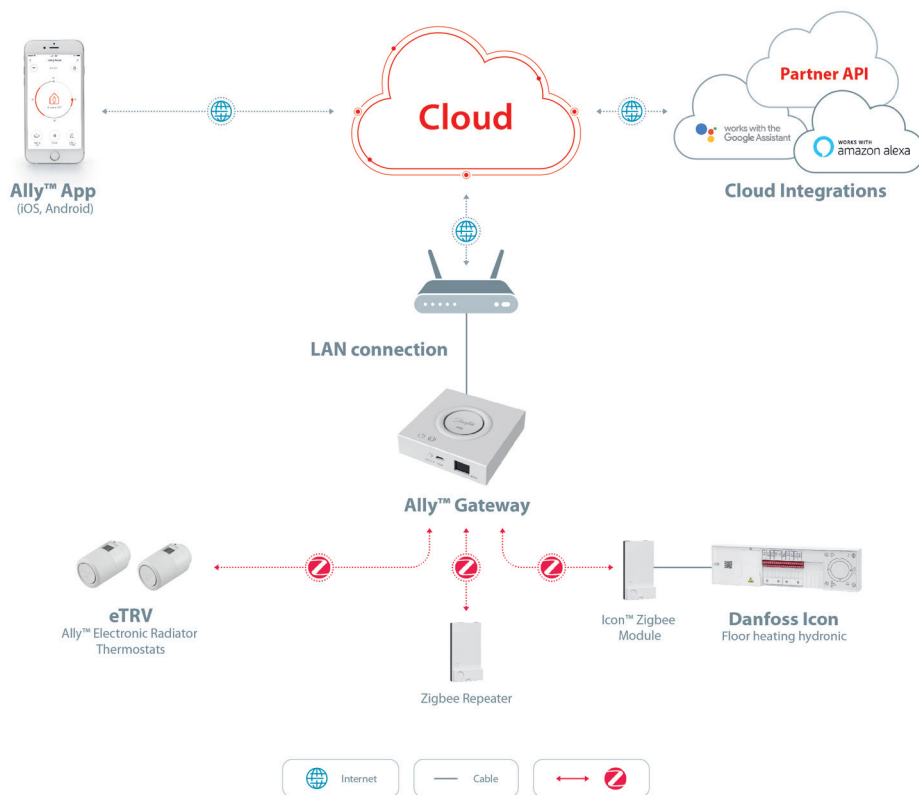 Partner API
Cloud
works with the
Google Assistant
WORKS WITH
amazon alexa
Ally™ App
(iOS, Android)
Cloud Integrations
LAN connection
Danfoss
Ally™ Gateway
eTRV
Ally™ Electronic Radiator
Thermostats
Icon™ Zigbee
Module
Danfoss Icon
Floor heating hydronic
Zigbee Repeater
Internet
Cable